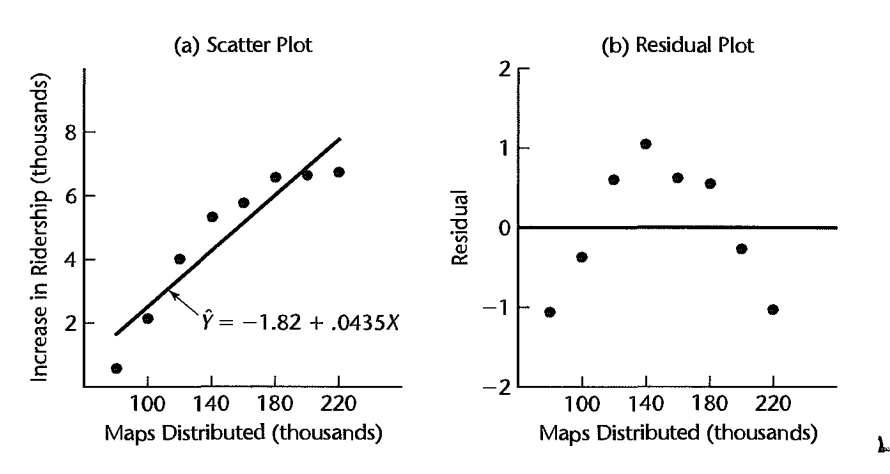 (a) Scatter Plot
Increase in Ridership (thousands)
8
6
4
2
Ŷ = −1.82 + .0435X
100 140 180 220
Maps Distributed (thousands)
(b) Residual Plot
Residual
2
1
0
−1
−2
100 140 180 220
Maps Distributed (thousands)